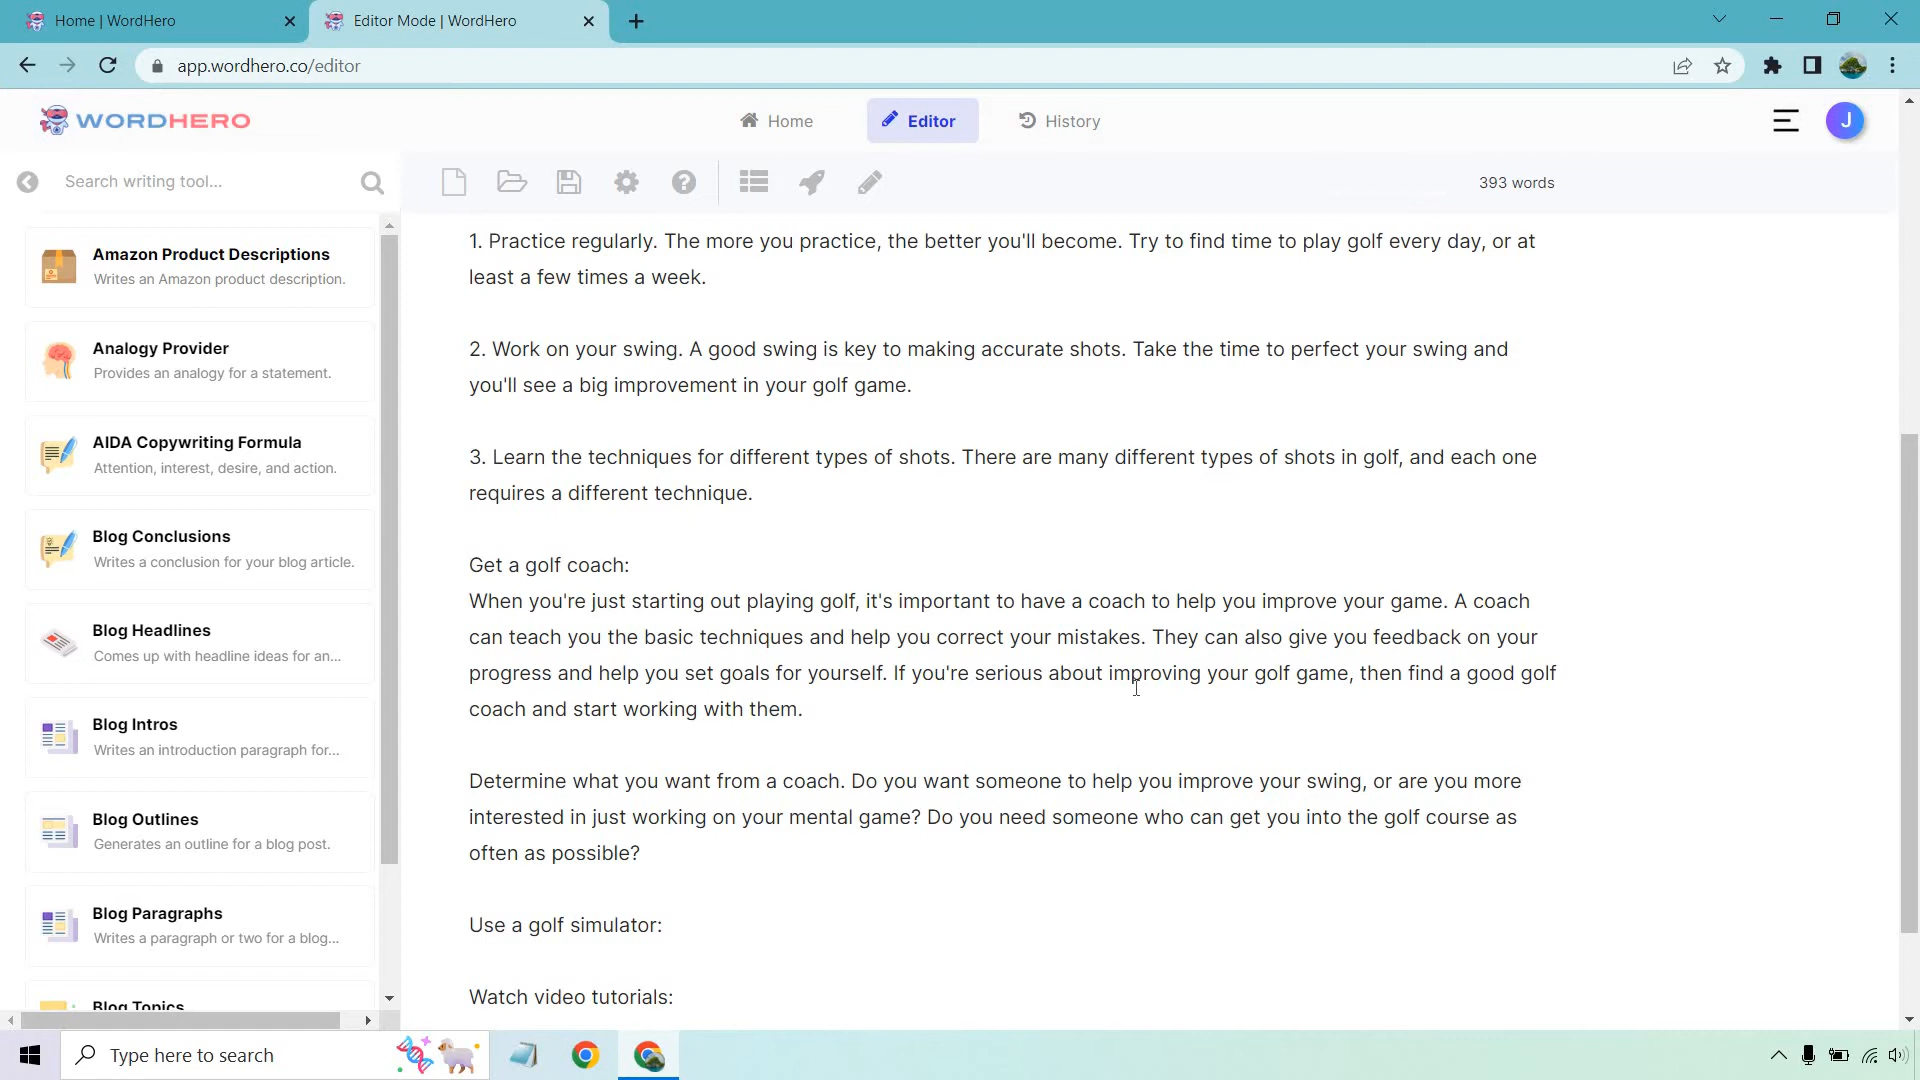 Home | WordHero
Editor Mode | WordHero
app.wordhero.co/editor
WORDHERO
Home
Editor
History
J
Search writing tool...
393 words
Amazon Product Descriptions
Writes an Amazon product description.
Analogy Provider
Provides an analogy for a statement.
AIDA Copywriting Formula
Attention, interest, desire, and action.
Blog Conclusions
Writes a conclusion for your blog article.
Blog Headlines
Comes up with headline ideas for an...
Blog Intros
Writes an introduction paragraph for...
Blog Outlines
Generates an outline for a blog post.
Blog Paragraphs
Writes a paragraph or two for a blog...
Blog Topics
1. Practice regularly. The more you practice, the better you'll become. Try to find time to play golf every day, or at
least a few times a week.
2. Work on your swing. A good swing is key to making accurate shots. Take the time to perfect your swing and
you'll see a big improvement in your golf game.
3. Learn the techniques for different types of shots. There are many different types of shots in golf, and each one
requires a different technique.
Get a golf coach:
When you're just starting out playing golf, it's important to have a coach to help you improve your game. A coach
can teach you the basic techniques and help you correct your mistakes. They can also give you feedback on your
progress and help you set goals for yourself. If you're serious about improving your golf game, then find a good golf
coach and start working with them.
Determine what you want from a coach. Do you want someone to help you improve your swing, or are you more
interested in just working on your mental game? Do you need someone who can get you into the golf course as
often as possible?
Use a golf simulator:
Watch video tutorials:
Type here to search